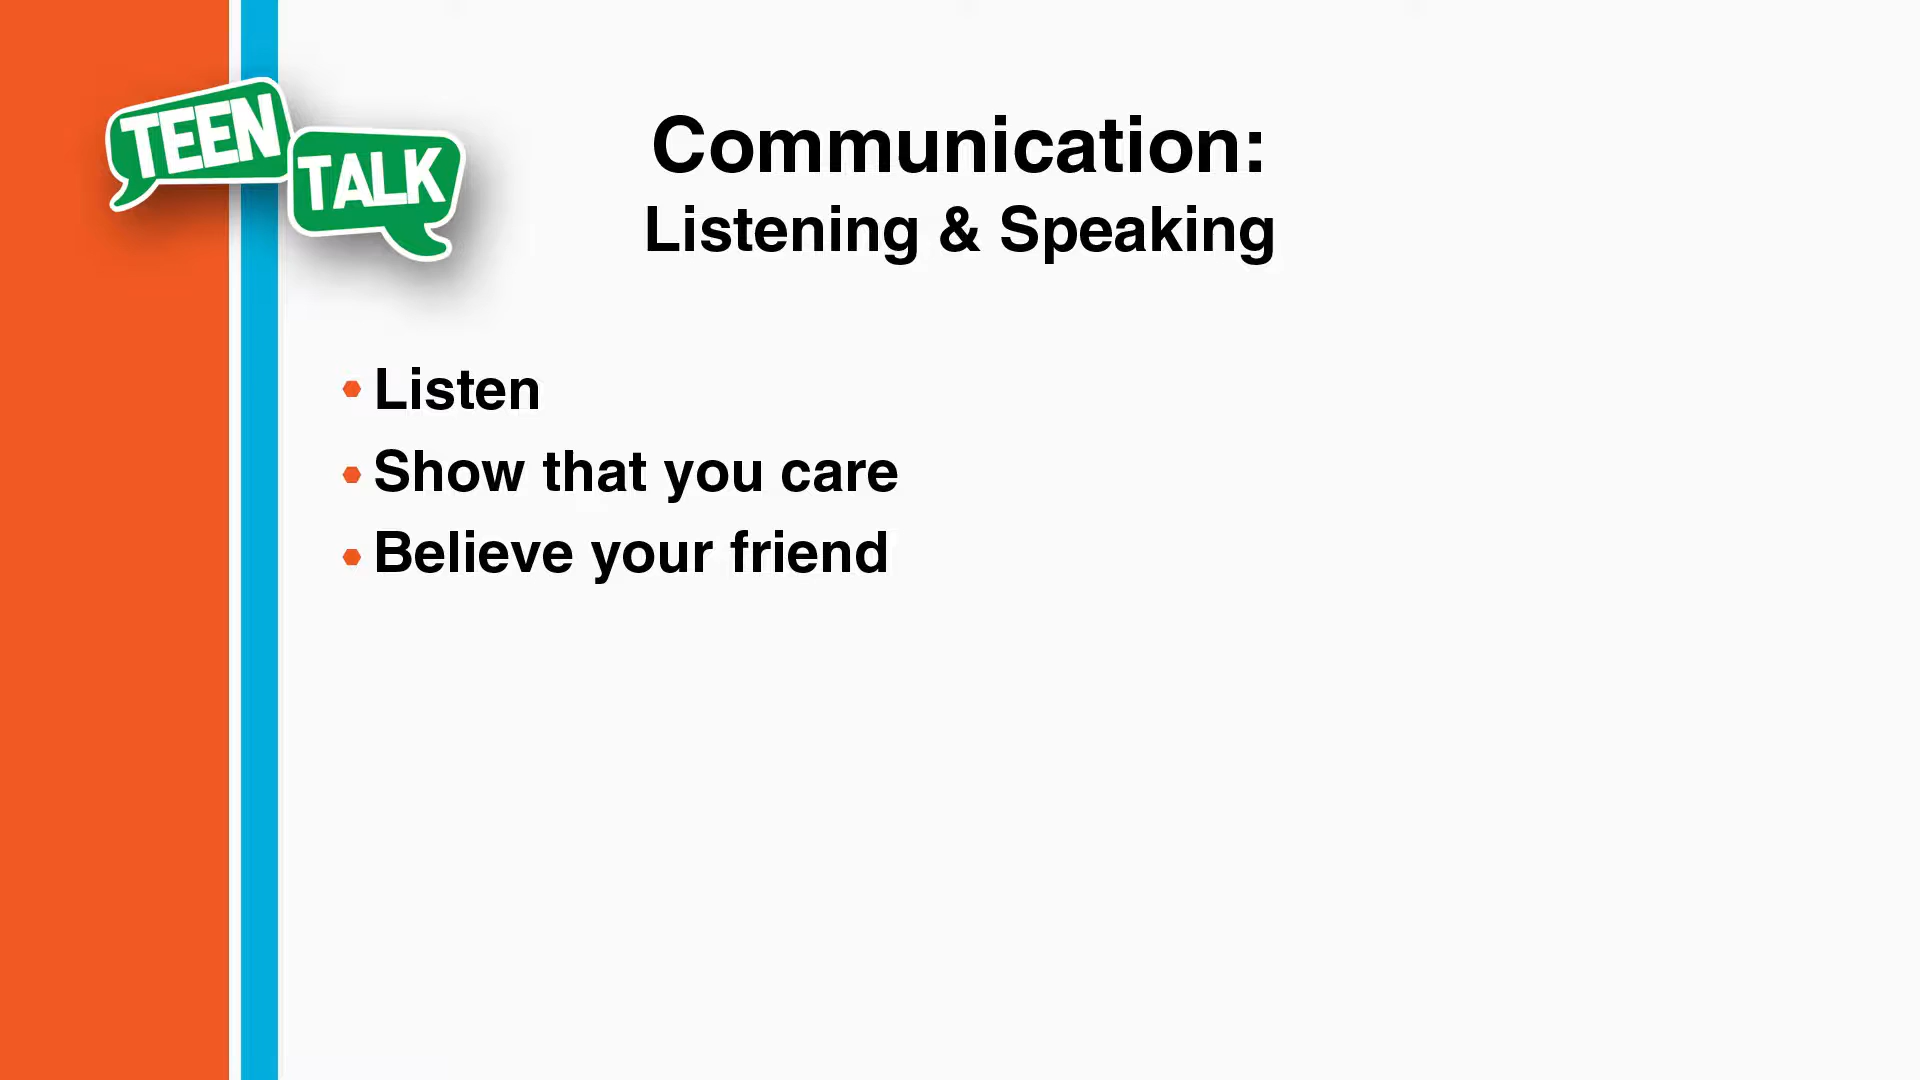 TEEN
TALK
Communication:
Listening & Speaking
• Listen
• Show that you care
• Believe your friend